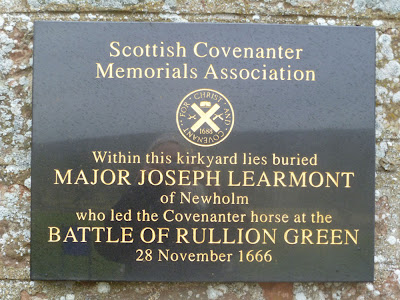 Scottish Covenanter
Memorials Association
FOR CHRIST AND COVENANT
1688
Within this kirkyard lies buried
MAJOR JOSEPH LEARMONT
of Newholm
who led the Covenanter horse at the
BATTLE OF RULLION GREEN
28 November 1666